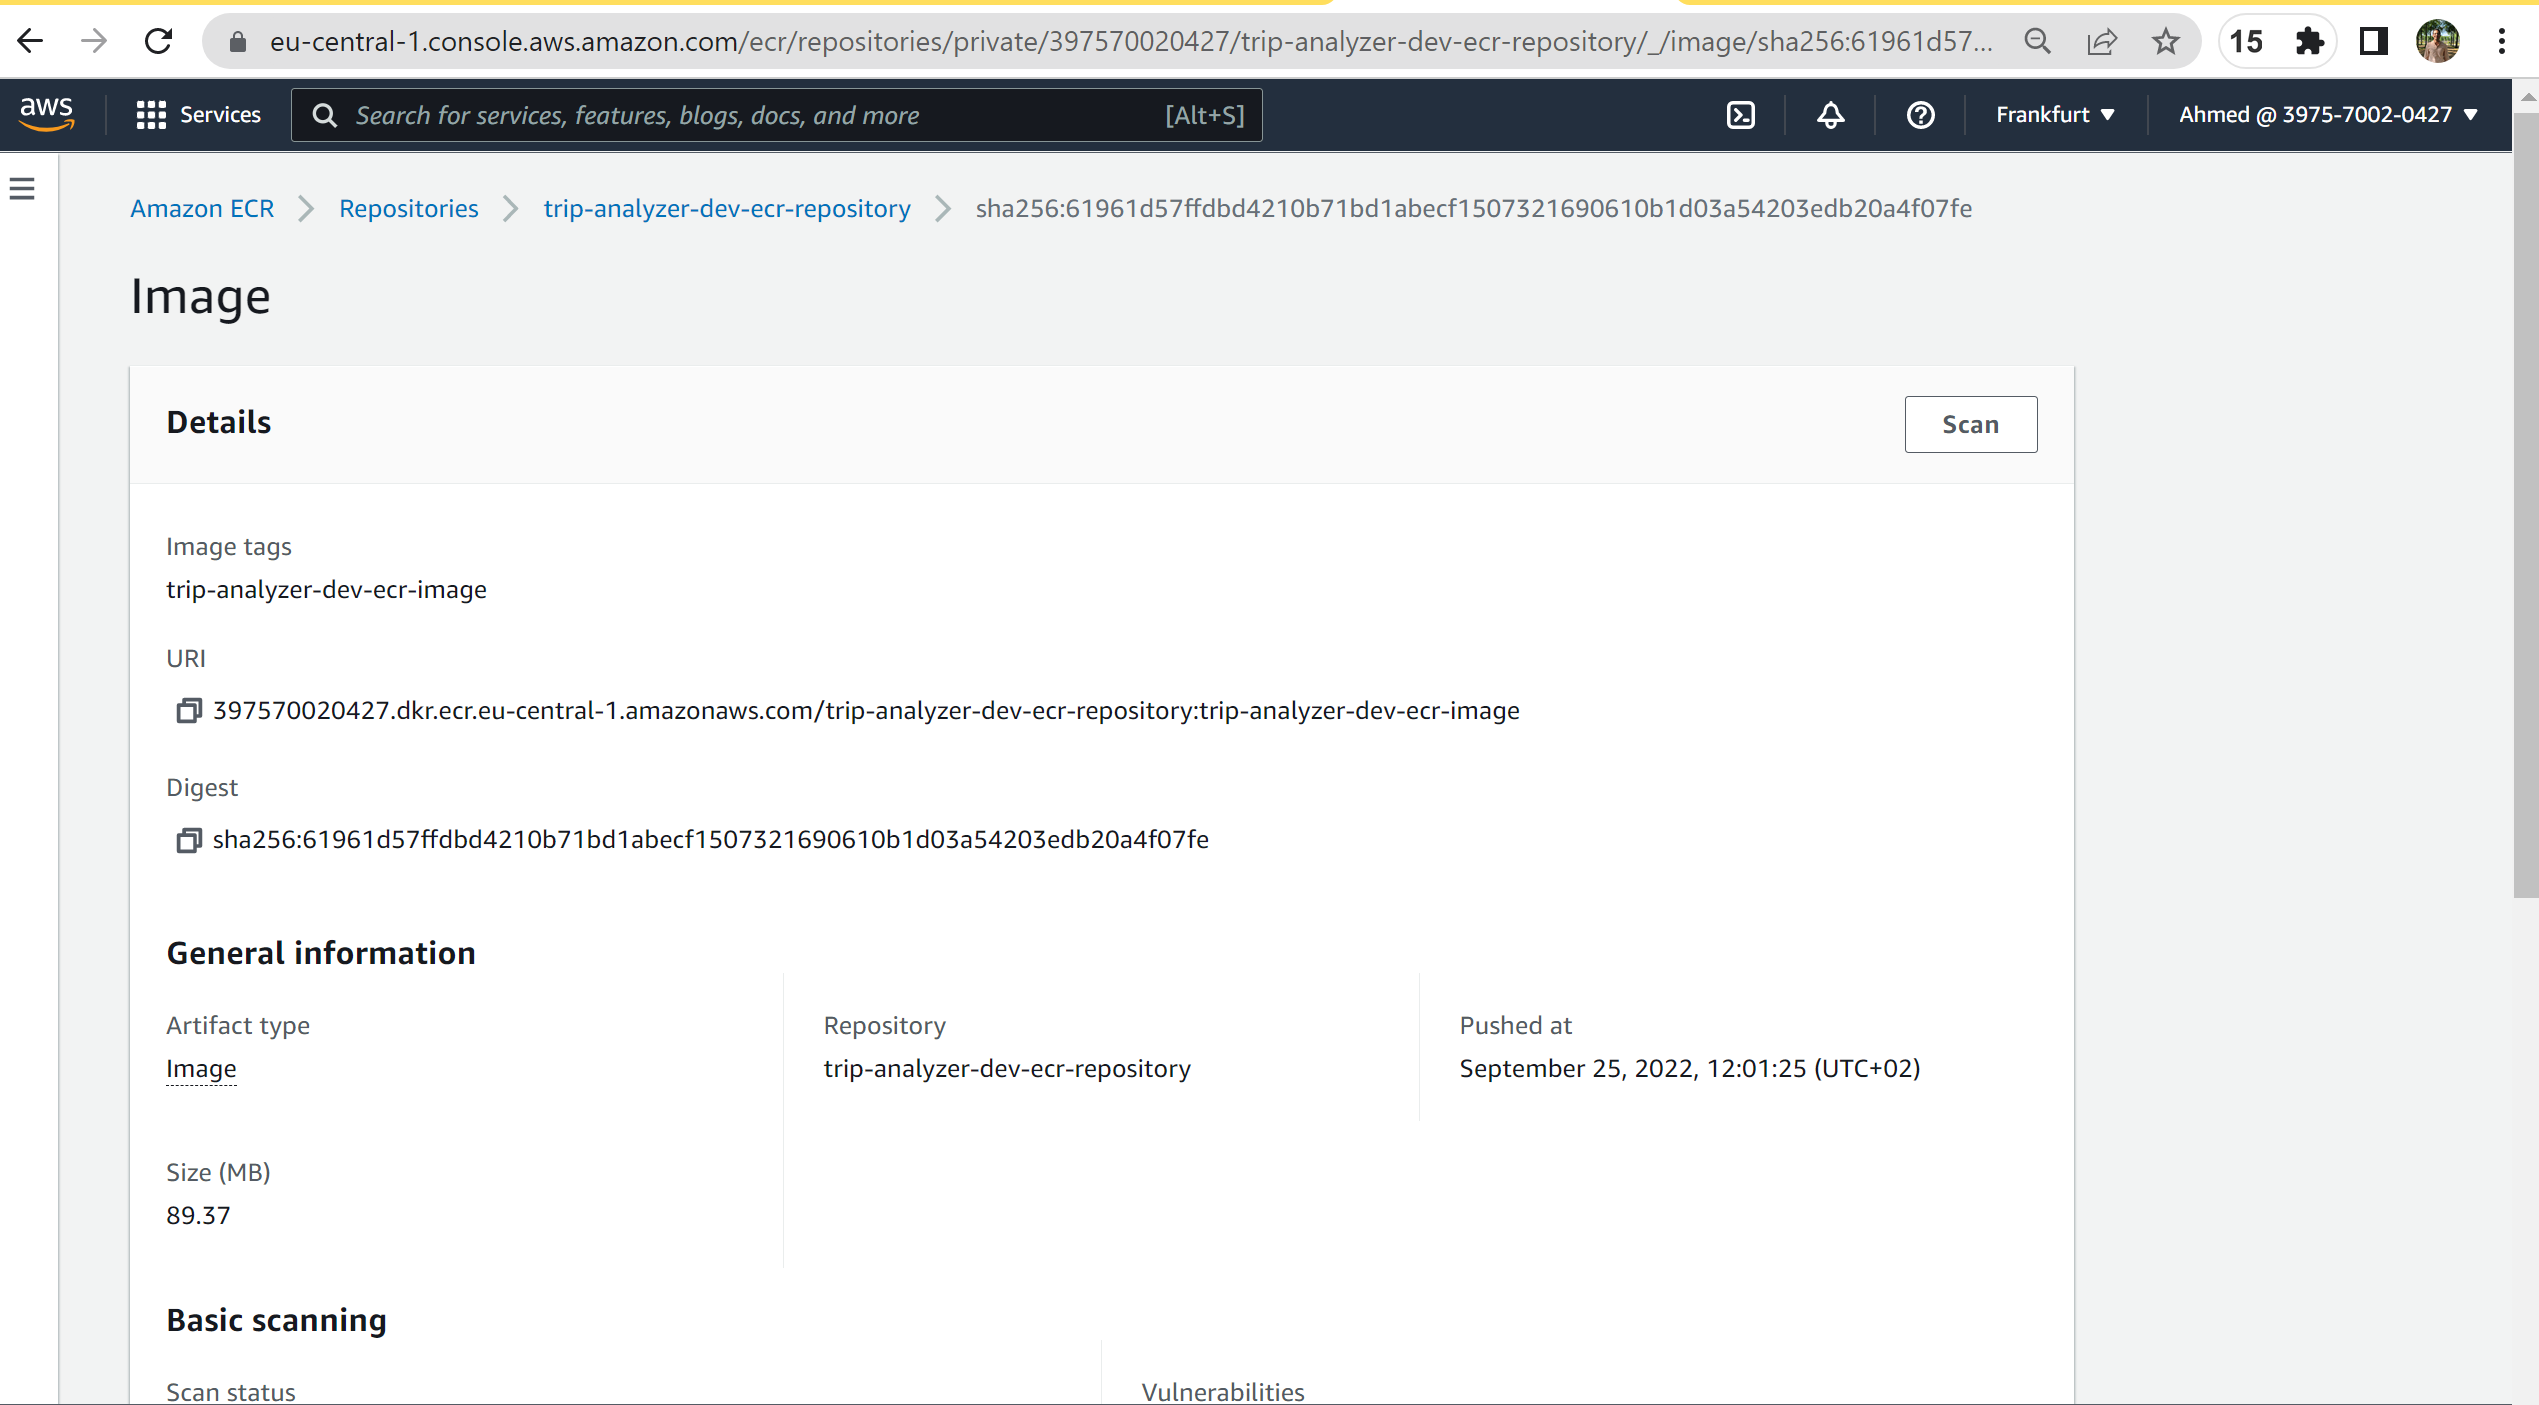 eu-central-1.console.aws.amazon.com/ecr/repositories/private/397570020427/trip-analyzer-dev-ecr-repository/_/image/sha256:61961d57... 15
aws Services Search for services, features, blogs, docs, and more [Alt+S] Frankfurt Ahmed @ 3975-7002-0427
Amazon ECR Repositories trip-analyzer-dev-ecr-repository sha256:61961d57ffdbd4210b71bd1abecf1507321690610b1d03a54203edb20a4f07fe
Image
Details Scan
Image tags
trip-analyzer-dev-ecr-image
URI
397570020427.dkr.ecr.eu-central-1.amazonaws.com/trip-analyzer-dev-ecr-repository:trip-analyzer-dev-ecr-image
Digest
sha256:61961d57ffdbd4210b71bd1abecf1507321690610b1d03a54203edb20a4f07fe
General information
Artifact type Repository Pushed at
Image trip-analyzer-dev-ecr-repository September 25, 2022, 12:01:25 (UTC+02)
Size (MB)
89.37
Basic scanning
Scan status Vulnerabilities